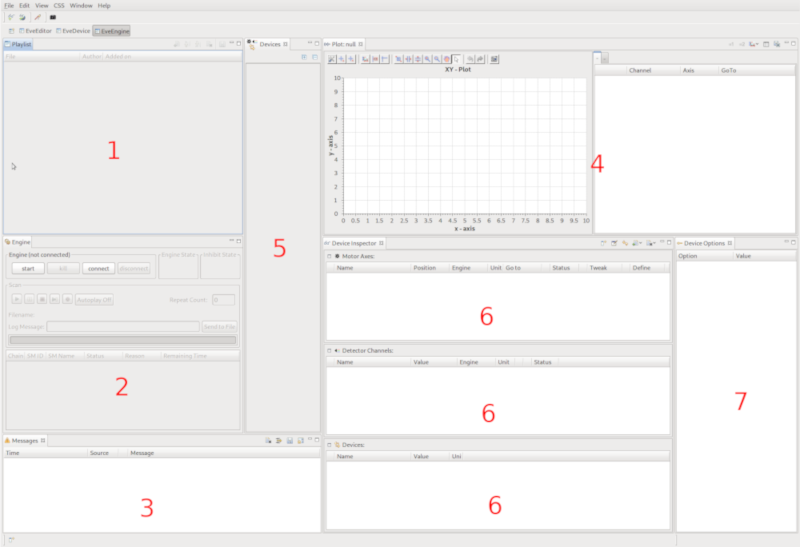 File Edit View CSS Window Help
EveEditor EveDevice EveEngine
Playlist
File Author Added on
1
Devices
5
Plot: null
XY - Plot
y - axis
10
9
8
7
6
5
4
3
2
1
0
0 0.5 1 1.5 2 2.5 3 3.5 4 4.5 5 5.5 6 6.5 7 7.5 8 8.5 9 9.5 10
x - axis
Channel Axis GoTo
4
Engine
Engine (not connected) Engine State Inhibit State
start kill connect disconnect
Scan
Autoplay Off Repeat Count: 0
Filename:
Log Message: Send to File
Chain SM ID SM Name Status Reason Remaining Time
2
Messages
Time Source Message
3
Device Inspector
Motor Axes:
Name Position Engine Unit Go to Status Tweak Define
6
Detector Channels:
Name Value Engine Unit Status
6
Devices:
Name Value Uni
6
Device Options
Option Value
7